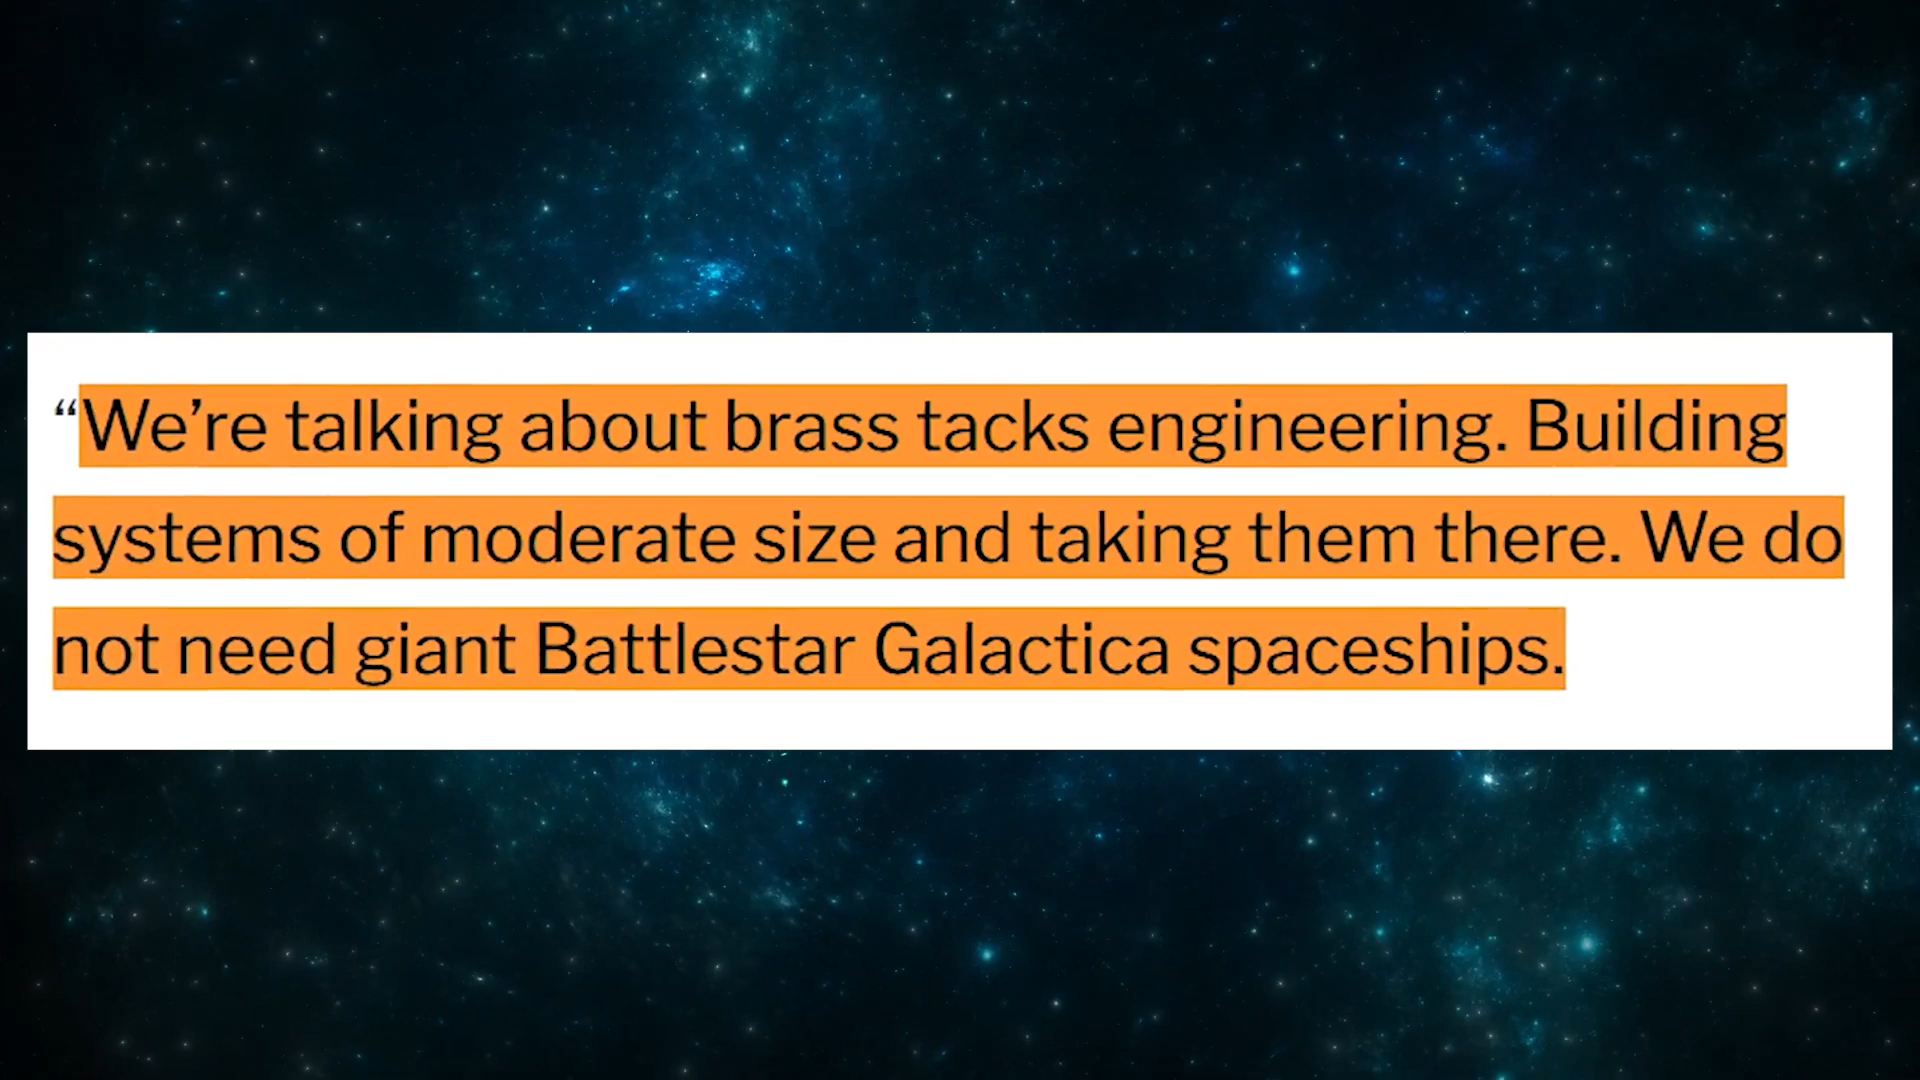 “We’re talking about brass tacks engineering. Building
systems of moderate size and taking them there. We do
not need giant Battlestar Galactica spaceships.